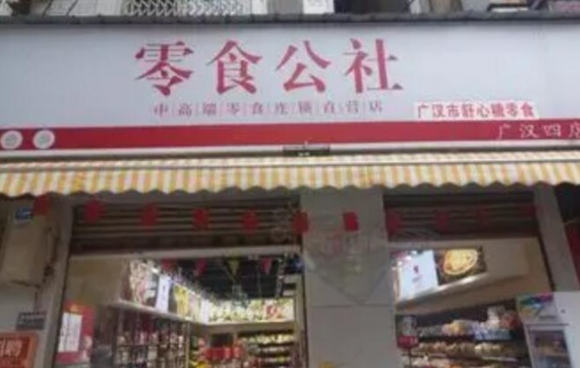 零食公社
中高端零食连锁直营店
广汉市舒心糖零食
广汉四店
聘